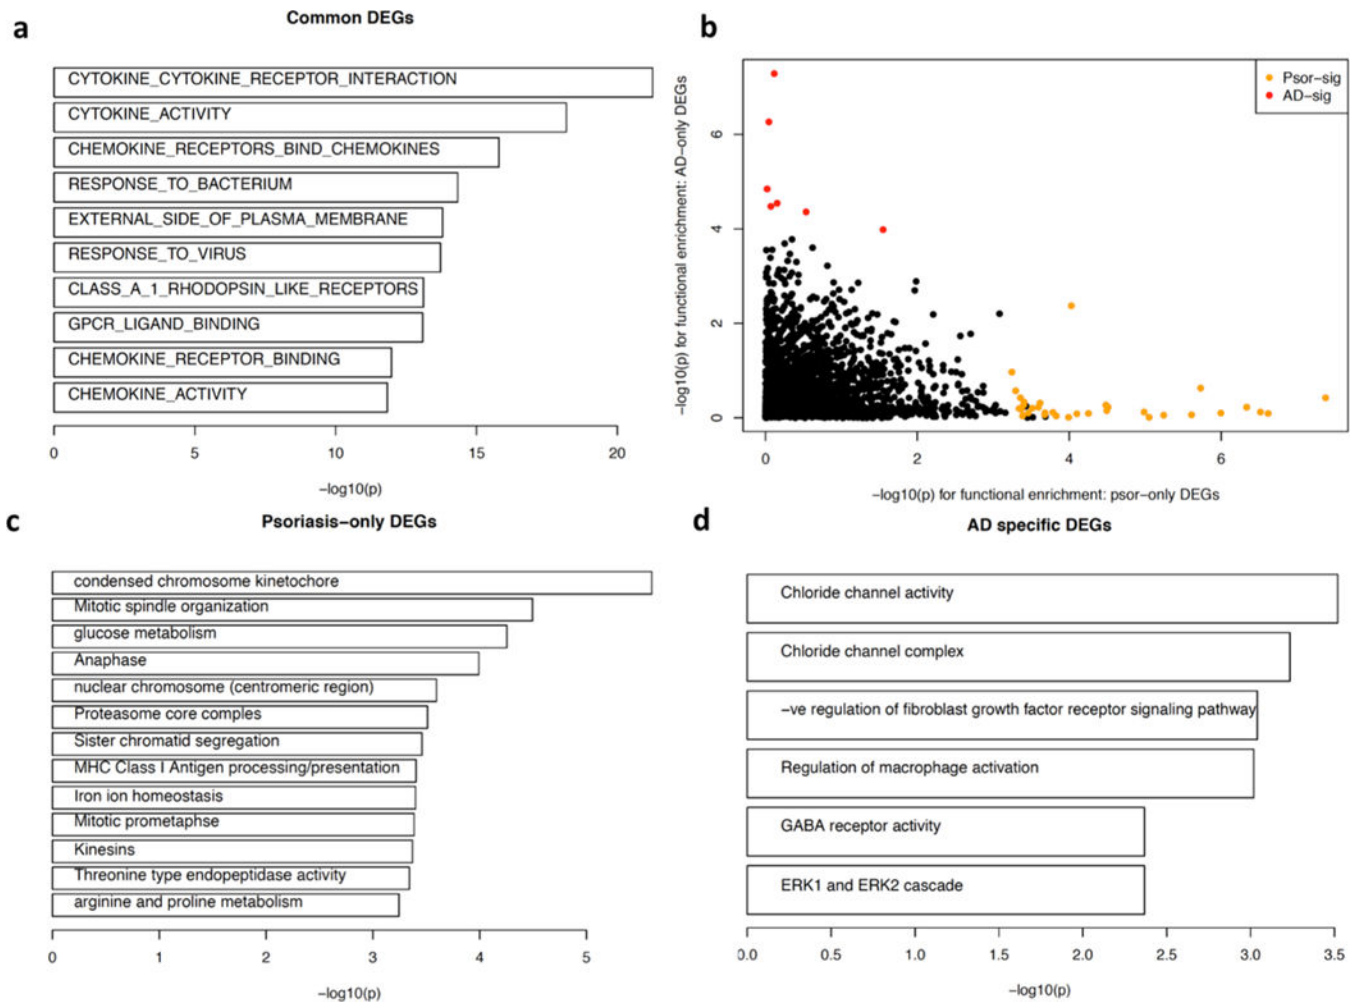 a
Common DEGs
CYTOKINE_CYTOKINE_RECEPTOR_INTERACTION
CYTOKINE_ACTIVITY
CHEMOKINE_RECEPTORS_BIND_CHEMOKINES
RESPONSE_TO_BACTERIUM
EXTERNAL_SIDE_OF_PLASMA_MEMBRANE
RESPONSE_TO_VIRUS
CLASS_A_1_RHODOPSIN_LIKE_RECEPTORS
GPCR_LIGAND_BINDING
CHEMOKINE_RECEPTOR_BINDING
CHEMOKINE_ACTIVITY
0 5 10 15 20
−log10(p)
b
Psor−sig
AD−sig
−log10(p) for functional enrichment: AD−only DEGs
6
4
2
0
0 2 4 6
−log10(p) for functional enrichment: psor−only DEGs
c
Psoriasis−only DEGs
condensed chromosome kinetochore
Mitotic spindle organization
glucose metabolism
Anaphase
nuclear chromosome (centromeric region)
Proteasome core comples
Sister chromatid segregation
MHC Class I Antigen processing/presentation
Iron ion homeostasis
Mitotic prometaphse
Kinesins
Threonine type endopeptidase activity
arginine and proline metabolism
0 1 2 3 4 5
−log10(p)
d
AD specific DEGs
Chloride channel activity
Chloride channel complex
−ve regulation of fibroblast growth factor receptor signaling pathway
Regulation of macrophage activation
GABA receptor activity
ERK1 and ERK2 cascade
0.0 0.5 1.0 1.5 2.0 2.5 3.0 3.5
−log10(p)